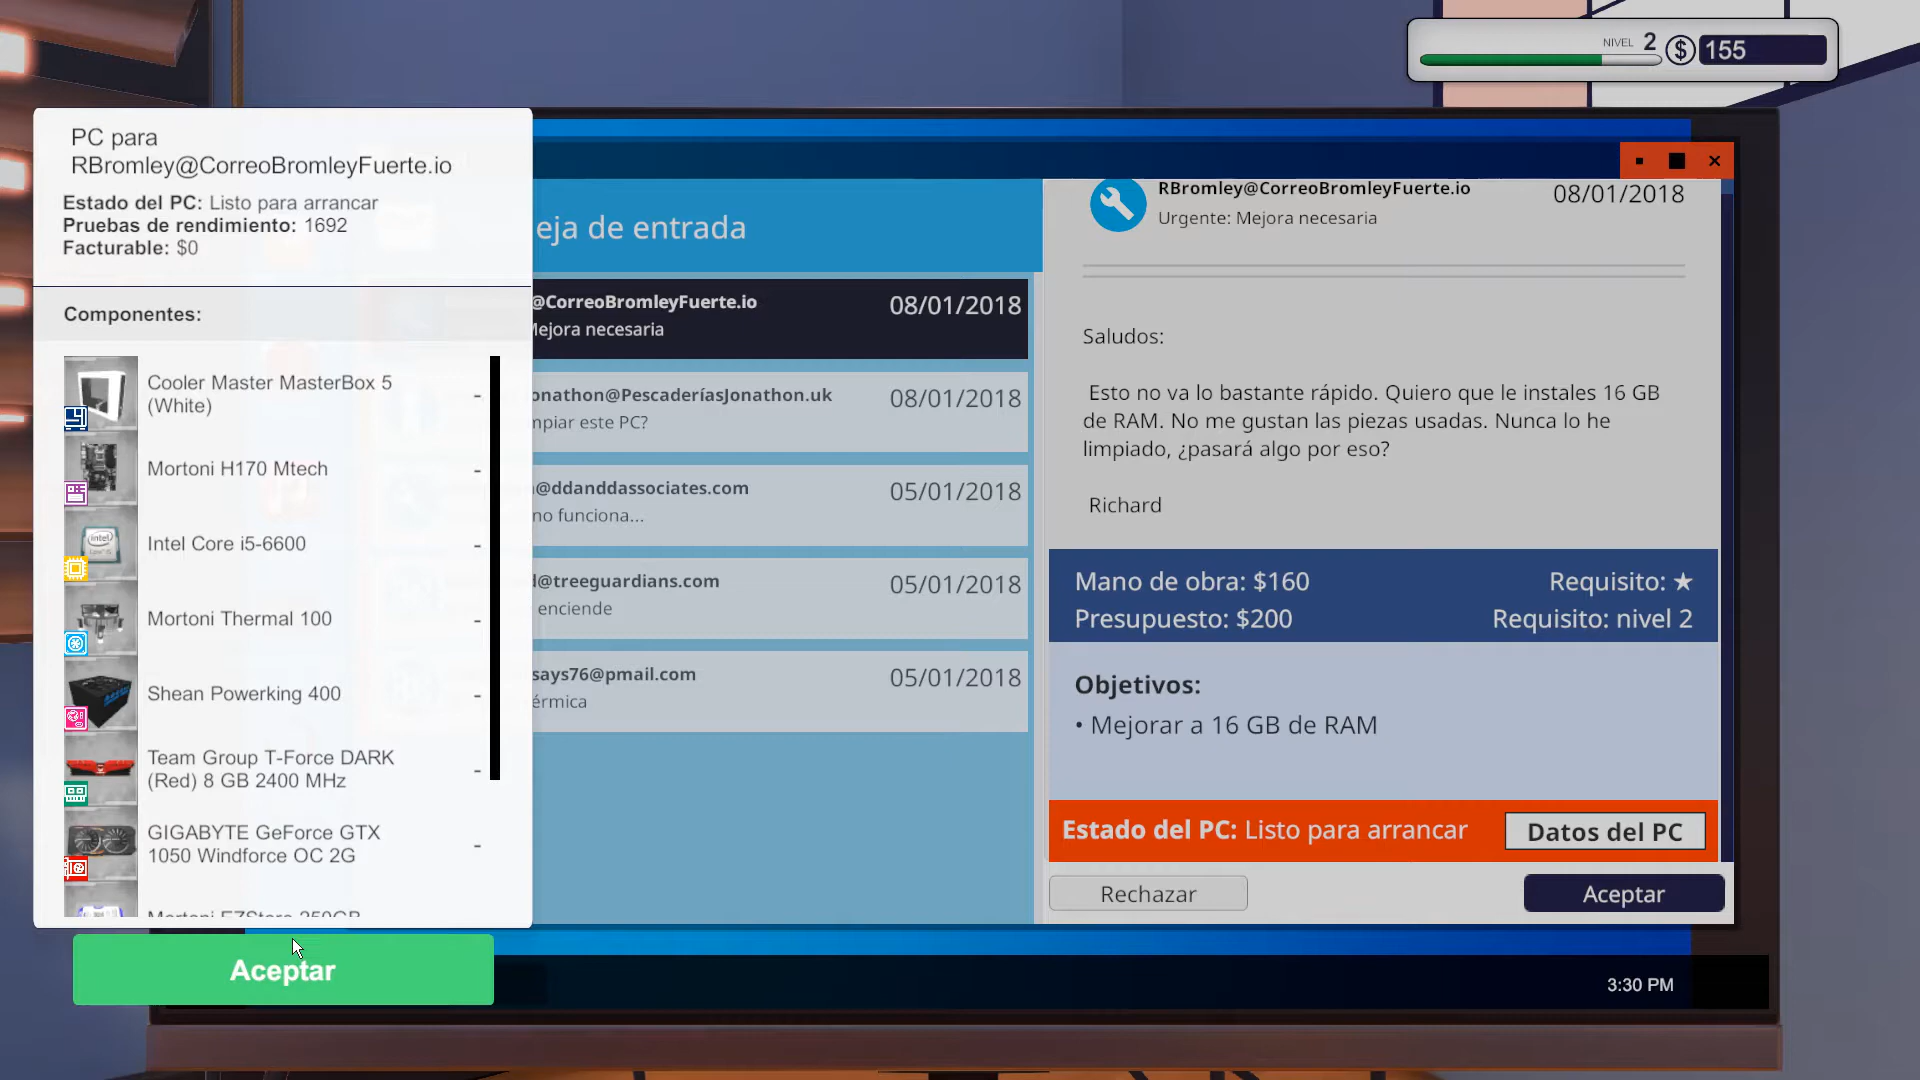 NIVEL 2 $ 155
PC para
RBromley@CorreoBromleyFuerte.io
Estado del PC: Listo para arrancar
Pruebas de rendimiento: 1692
Facturable: $0
Componentes:
Cooler Master MasterBox 5
(White)
-
Mortoni H170 Mtech
-
Intel Core i5-6600
-
Mortoni Thermal 100
-
Shean Powerking 400
-
Team Group T-Force DARK
(Red) 8 GB 2400 MHz
-
GIGABYTE GeForce GTX
1050 Windforce OC 2G
-
Mortoni EZStore 250GB
Aceptar
eja de entrada
@CorreoBromleyFuerte.io 08/01/2018
Mejora necesaria
onathon@PescaderíasJonathon.uk 08/01/2018
mpiar este PC?
@ddanddassociates.com 05/01/2018
no funciona...
d@treeguardians.com 05/01/2018
enciende
says76@pmail.com 05/01/2018
érmica
RBromley@CorreoBromleyFuerte.io 08/01/2018
Urgente: Mejora necesaria
Saludos:
Esto no va lo bastante rápido. Quiero que le instales 16 GB
de RAM. No me gustan las piezas usadas. Nunca lo he
limpiado, ¿pasará algo por eso?
Richard
Mano de obra: $160 Requisito: ★
Presupuesto: $200 Requisito: nivel 2
Objetivos:
• Mejorar a 16 GB de RAM
Estado del PC: Listo para arrancar Datos del PC
Rechazar Aceptar
3:30 PM